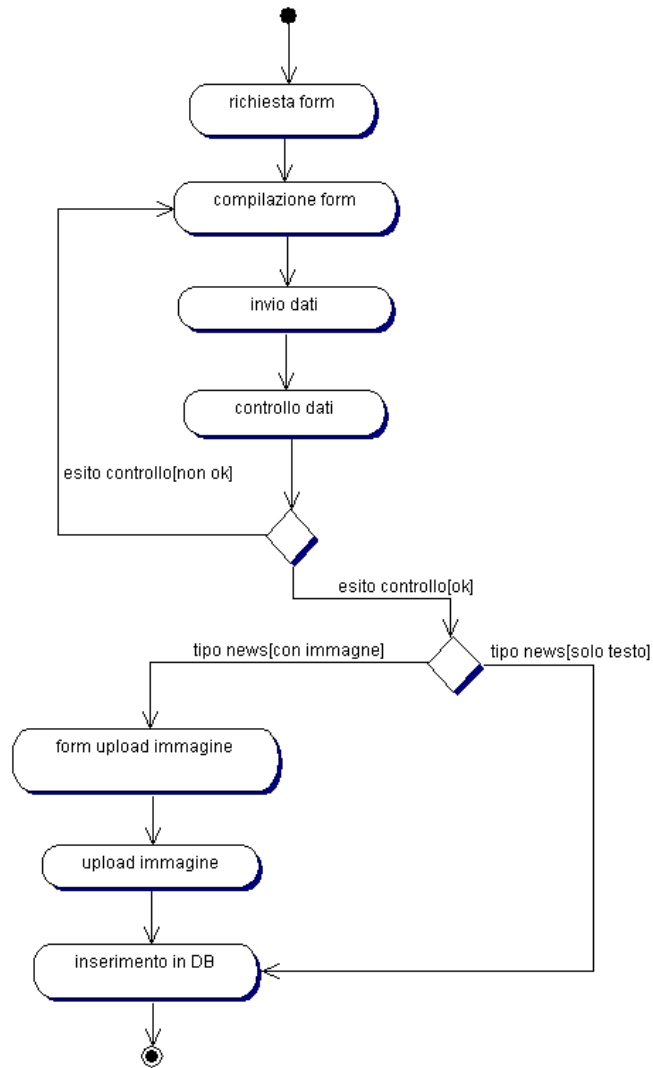 richiesta form
compilazione form
invio dati
controllo dati
esito controllo[non ok]
esito controllo[ok]
tipo news[con immagne]
tipo news[solo testo]
form upload immagine
upload immagine
inserimento in DB